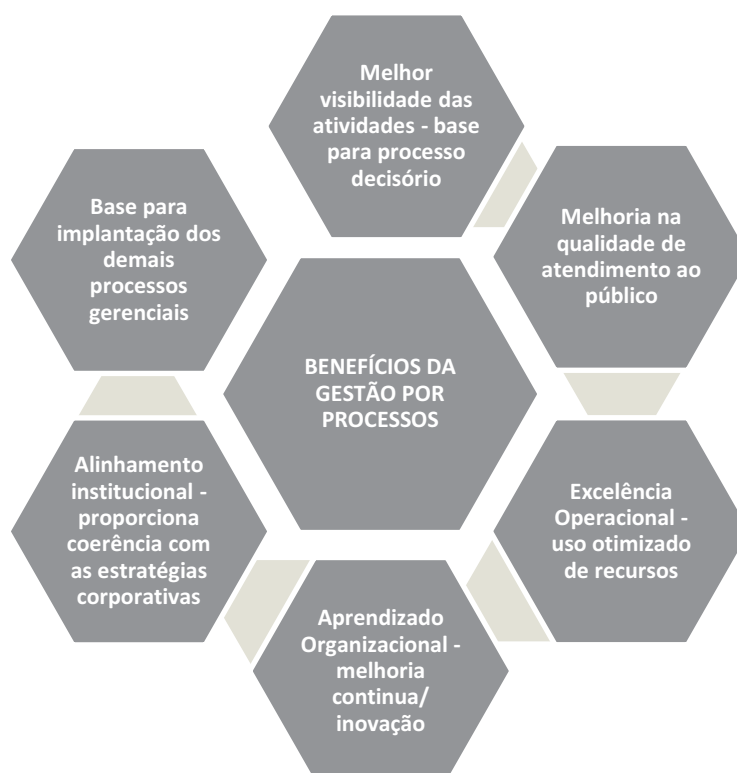 Melhor
visibilidade das
atividades - base
para processo
decisório
Melhoria na
qualidade de
atendimento ao
público
Excelência
Operacional -
uso otimizado
de recursos
Aprendizado
Organizacional -
melhoria
continua/
inovação
Alinhamento
institucional -
proporciona
coerência com
as estratégias
corporativas
Base para
implantação dos
demais
processos
gerenciais
BENEFÍCIOS DA
GESTÃO POR
PROCESSOS